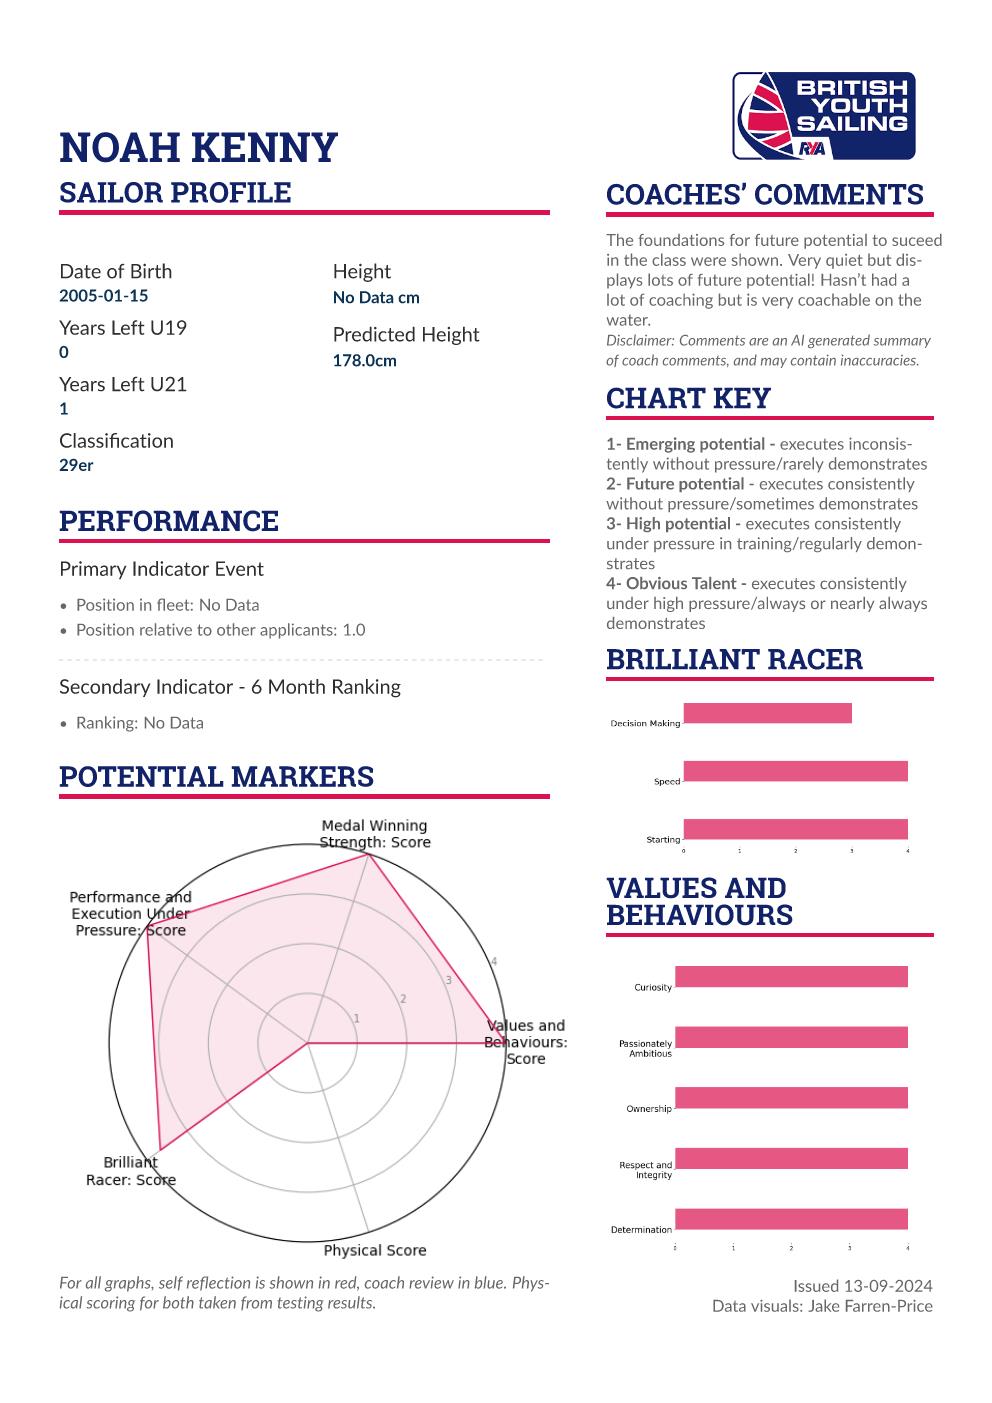 BRITISH
YOUTH
SAILING
RYA
NOAH KENNY
SAILOR PROFILE
Date of Birth
2005-01-15
Years Left U19
0
Years Left U21
1
Classification
29er
Height
No Data cm
Predicted Height
178.0cm
PERFORMANCE
Primary Indicator Event
• Position in fleet: No Data
• Position relative to other applicants: 1.0
Secondary Indicator - 6 Month Ranking
• Ranking: No Data
POTENTIAL MARKERS
Medal Winning
Strength: Score
Performance and
Execution Under
Pressure: Score
4
3
2
1
Values and
Behaviours:
Score
Brilliant
Racer: Score
Physical Score
For all graphs, self reflection is shown in red, coach review in blue. Phys-
ical scoring for both taken from testing results.
COACHES’ COMMENTS
The foundations for future potential to suceed
in the class were shown. Very quiet but dis-
plays lots of future potential! Hasn’t had a
lot of coaching but is very coachable on the
water.
Disclaimer: Comments are an AI generated summary
of coach comments, and may contain inaccuracies.
CHART KEY
1- Emerging potential - executes inconsis-
tently without pressure/rarely demonstrates
2- Future potential - executes consistently
without pressure/sometimes demonstrates
3- High potential - executes consistently
under pressure in training/regularly demon-
strates
4- Obvious Talent - executes consistently
under high pressure/always or nearly always
demonstrates
BRILLIANT RACER
Decision Making
Speed
Starting
0 1 2 3 4
VALUES AND
BEHAVIOURS
Curiosity
Passionately
Ambitious
Ownership
Respect and
Integrity
Determination
0 1 2 3 4
Issued 13-09-2024
Data visuals: Jake Farren-Price